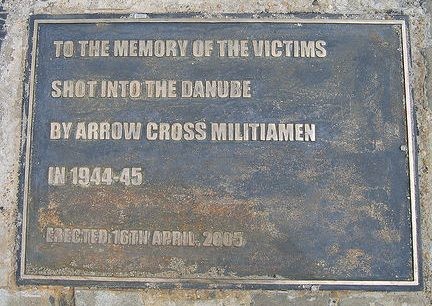 TO THE MEMORY OF THE VICTIMS
SHOT INTO THE DANUBE
BY ARROW CROSS MILITIAMEN
IN 1944-45
ERECTED 16TH APRIL, 2005